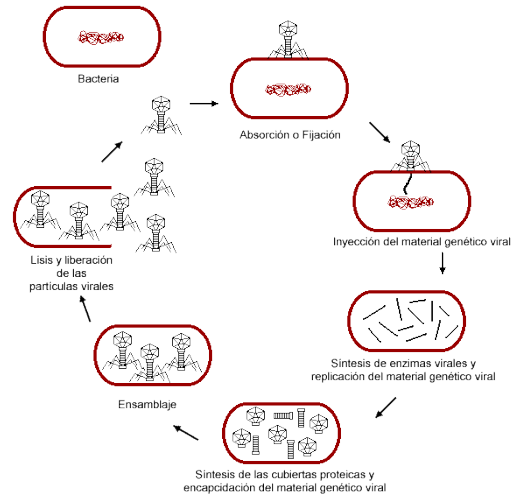 Bacteria
Absorción o Fijación
Inyección del material genético viral
Síntesis de enzimas virales y
replicación del material genético viral
Síntesis de las cubiertas proteicas y
encapcidación del material genético viral
Ensamblaje
Lisis y liberación
de las
particulas virales